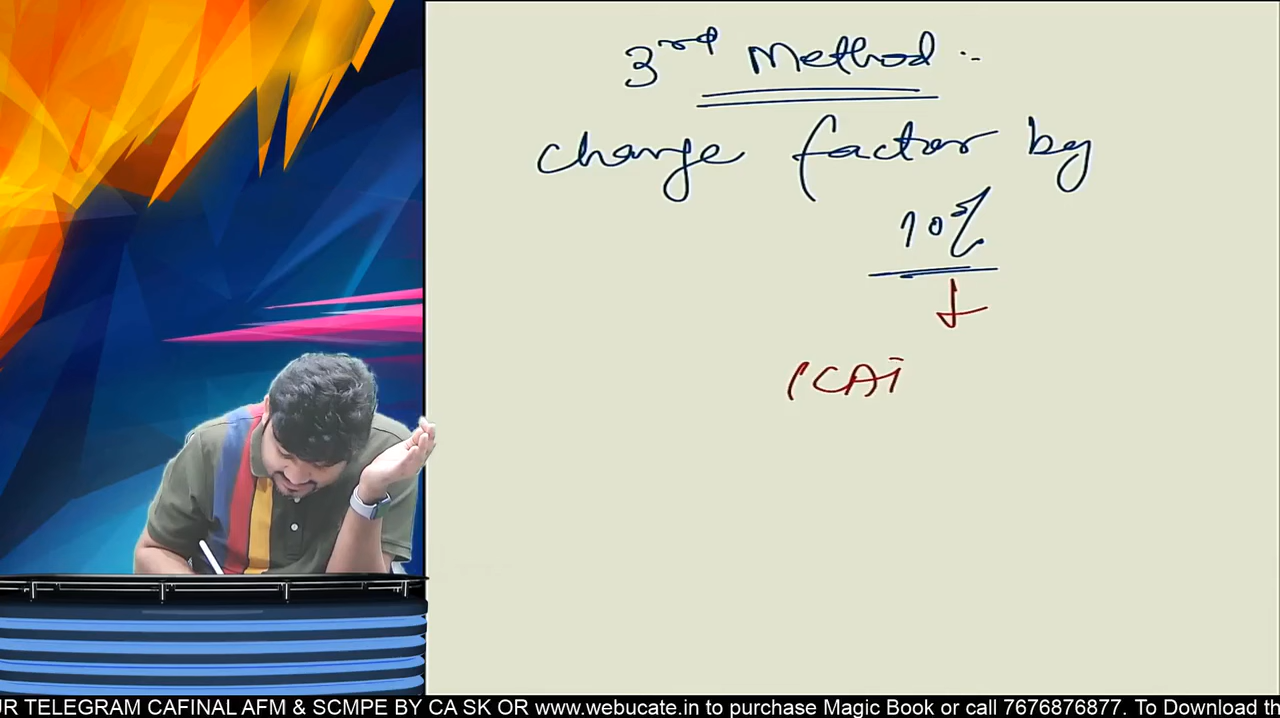 3rd Method :-
change factor by
10%
ICAI
UR TELEGRAM CAFINAL AFM & SCMPE BY CA SK OR www.webucate.in to purchase Magic Book or call 7676876877. To Download th